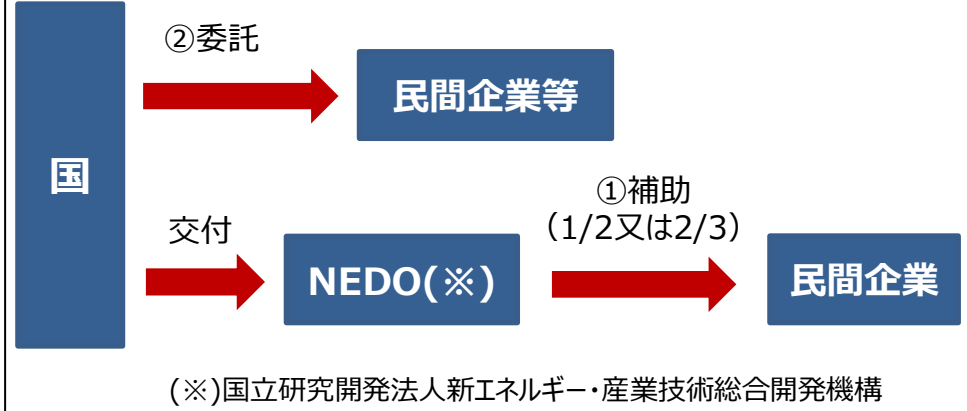 国
②委託
民間企業等
交付
NEDO(※)
①補助
（1/2又は2/3）
民間企業
(※)国立研究開発法人新エネルギー・産業技術総合開発機構